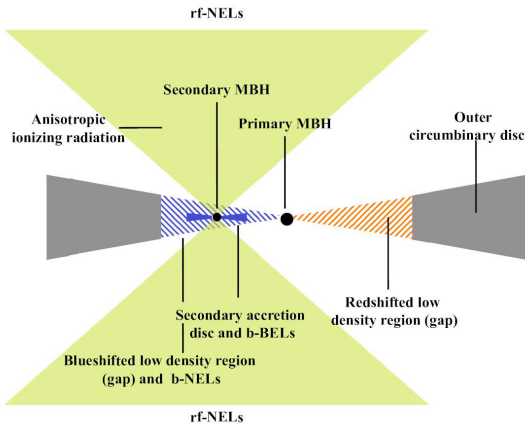 rf-NELs
Secondary MBH
Anisotropic
ionizing radiation
Primary MBH
Outer
circumbinary disc
Secondary accretion
disc and b-BELs
Redshifted low
density region (gap)
Blueshifted low density region
(gap) and b-NELs
rf-NELs